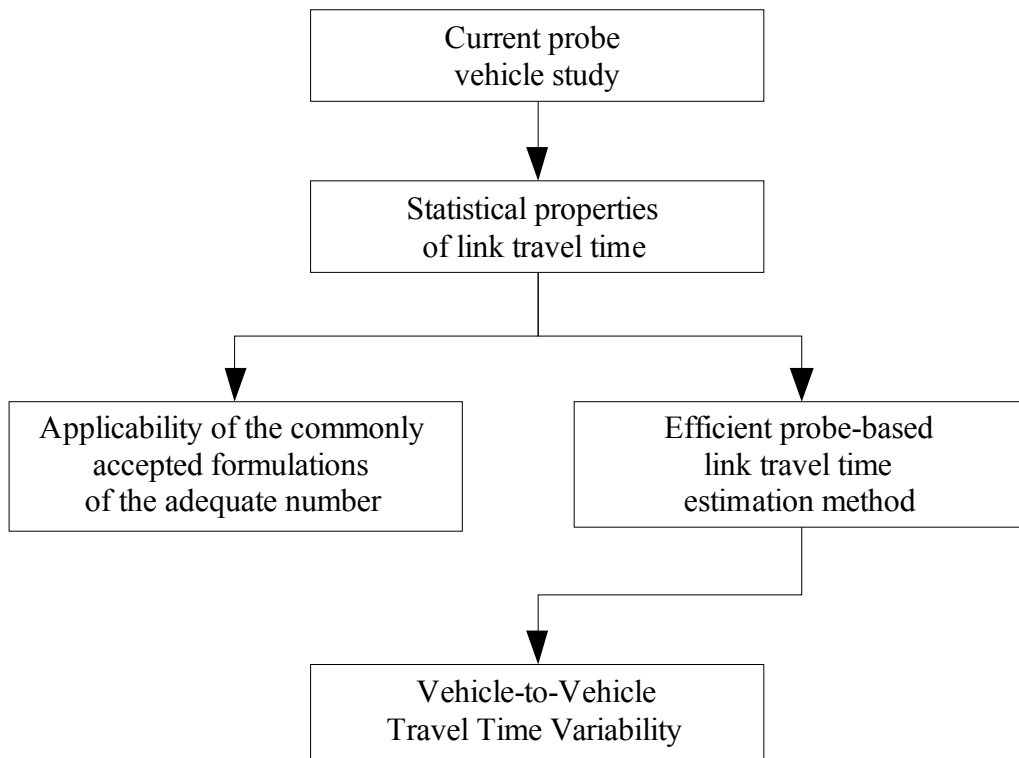 Current probe
vehicle study
Statistical properties
of link travel time
Applicability of the commonly
accepted formulations
of the adequate number
Efficient probe-based
link travel time
estimation method
Vehicle-to-Vehicle
Travel Time Variability